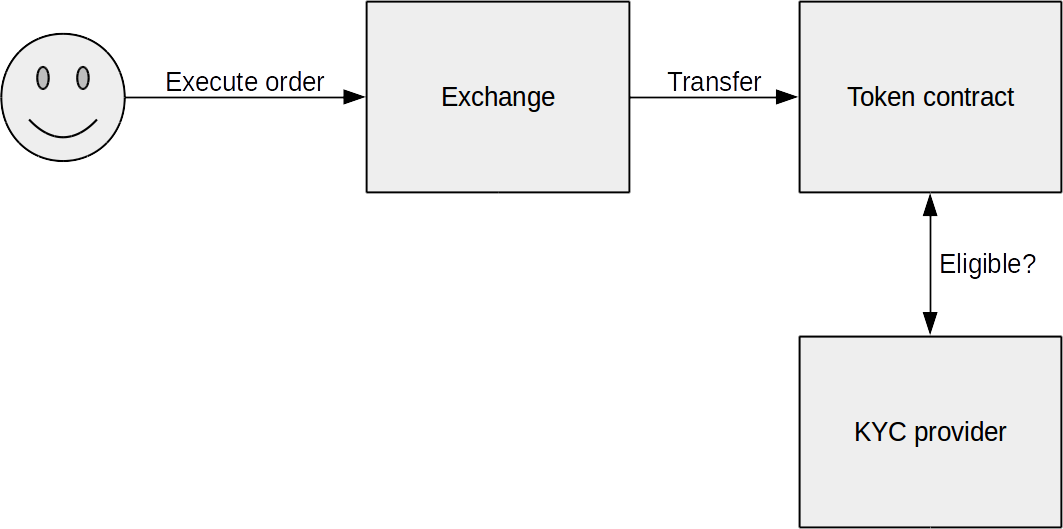 Execute order
Exchange
Transfer
Token contract
Eligible?
KYC provider